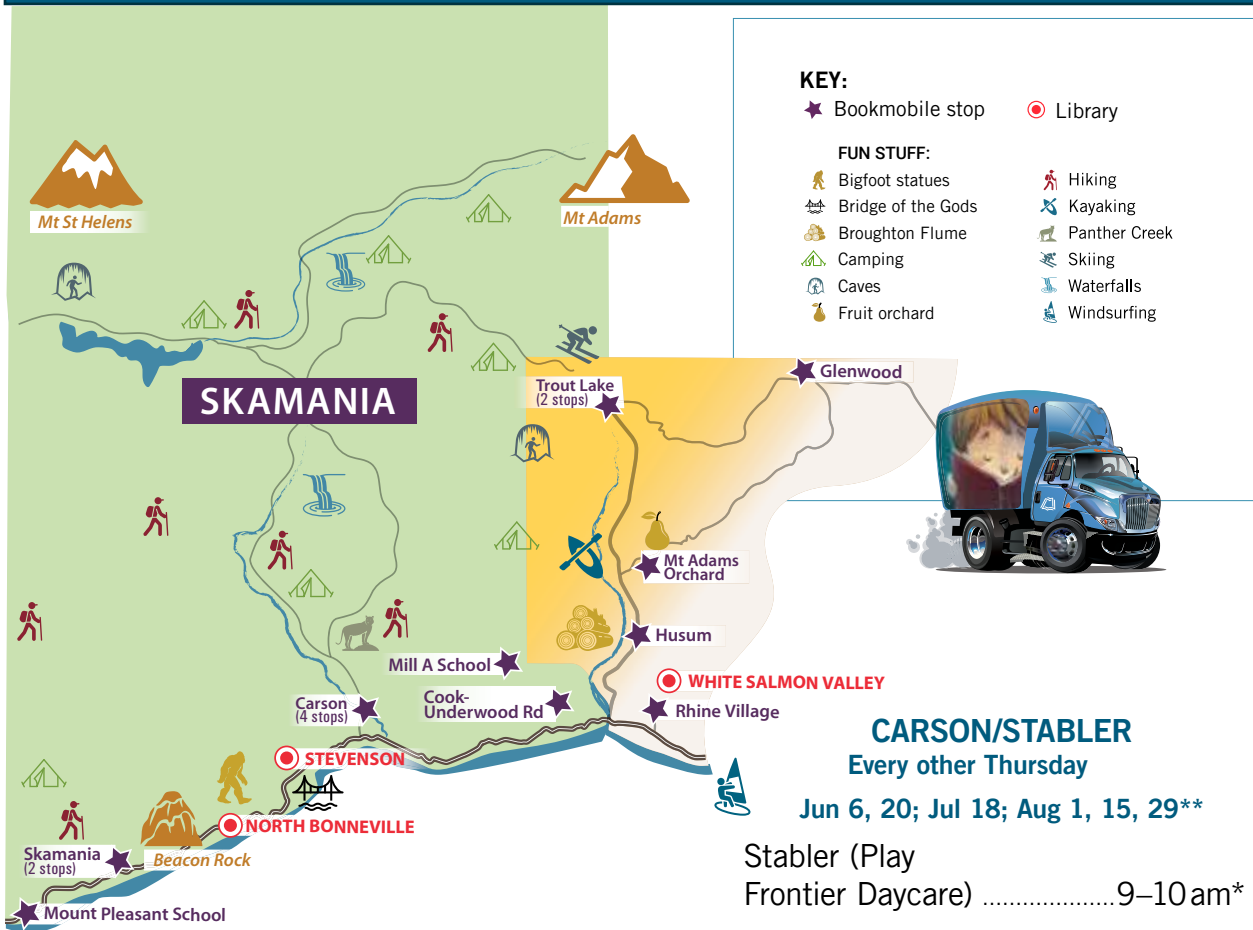 KEY:
Bookmobile stop
Library
FUN STUFF:
Bigfoot statues
Bridge of the Gods
Broughton Flume
Camping
Caves
Fruit orchard
Hiking
Kayaking
Panther Creek
Skiing
Waterfalls
Windsurfing
Mt St Helens
Mt Adams
SKAMANIA
Trout Lake
(2 stops)
Glenwood
Mt Adams
Orchard
Husum
Mill A School
WHITE SALMON VALLEY
Cook-
Underwood Rd
Rhine Village
Carson
(4 stops)
STEVENSON
NORTH BONNEVILLE
Skamania
(2 stops)
Beacon Rock
Mount Pleasant School
CARSON/STABLER
Every other Thursday
Jun 6, 20; Jul 18; Aug 1, 15, 29**
Stabler (Play
Frontier Daycare) ....................9–10 am*